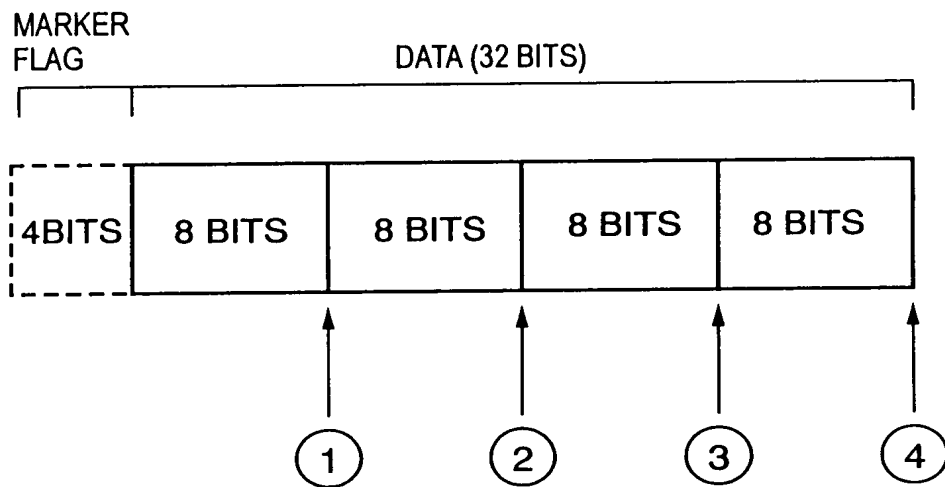 MARKER
FLAG
DATA (32 BITS)
4BITS 8 BITS 8 BITS 8 BITS 8 BITS
1 2 3 4